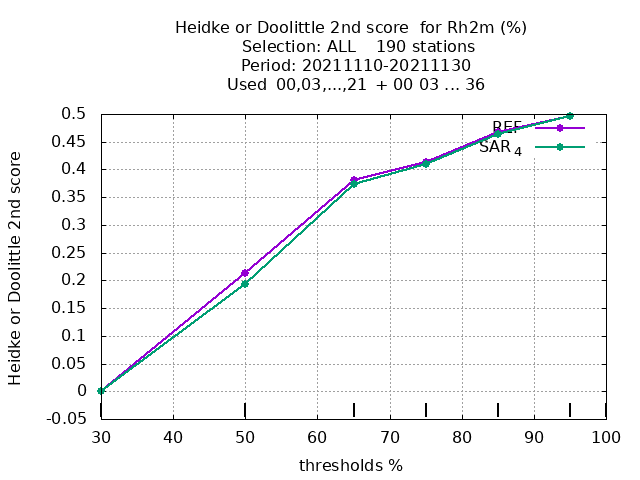 Heidke or Doolittle 2nd score  for Rh2m (%)
Selection: ALL    190 stations
Period: 20211110-20211130
Used  00,03,...,21  + 00 03 ... 36
0.5
0.45
0.4
0.35
0.3
0.25
0.2
0.15
0.1
0.05
0
-0.05
Heidke or Doolittle 2nd score
REF
SAR 4
30 40 50 60 70 80 90 100
thresholds %